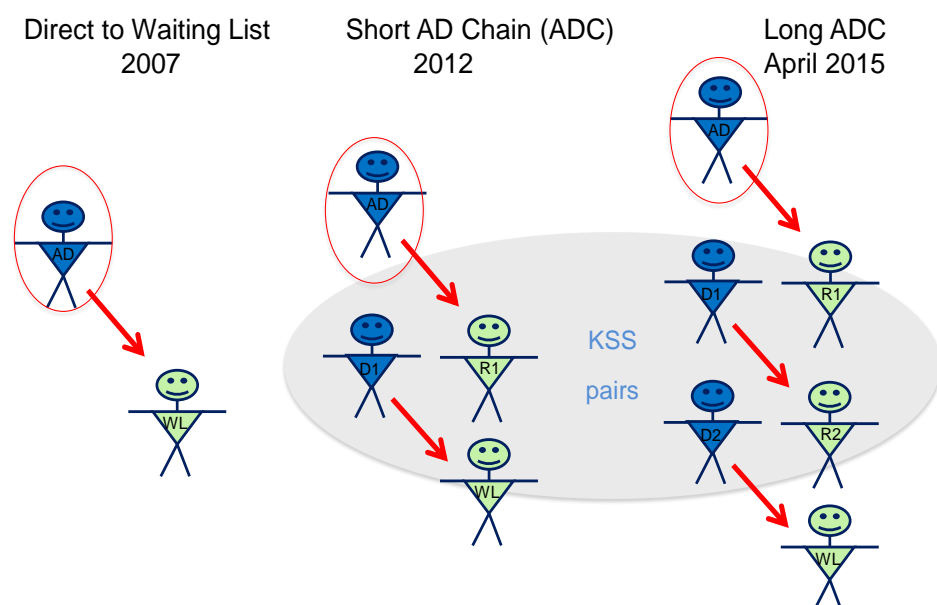 Direct to Waiting List
2007
Short AD Chain (ADC)
2012
Long ADC
April 2015
AD
WL
AD
D1
R1
WL
KSS
pairs
AD
D1
R1
D2
R2
WL